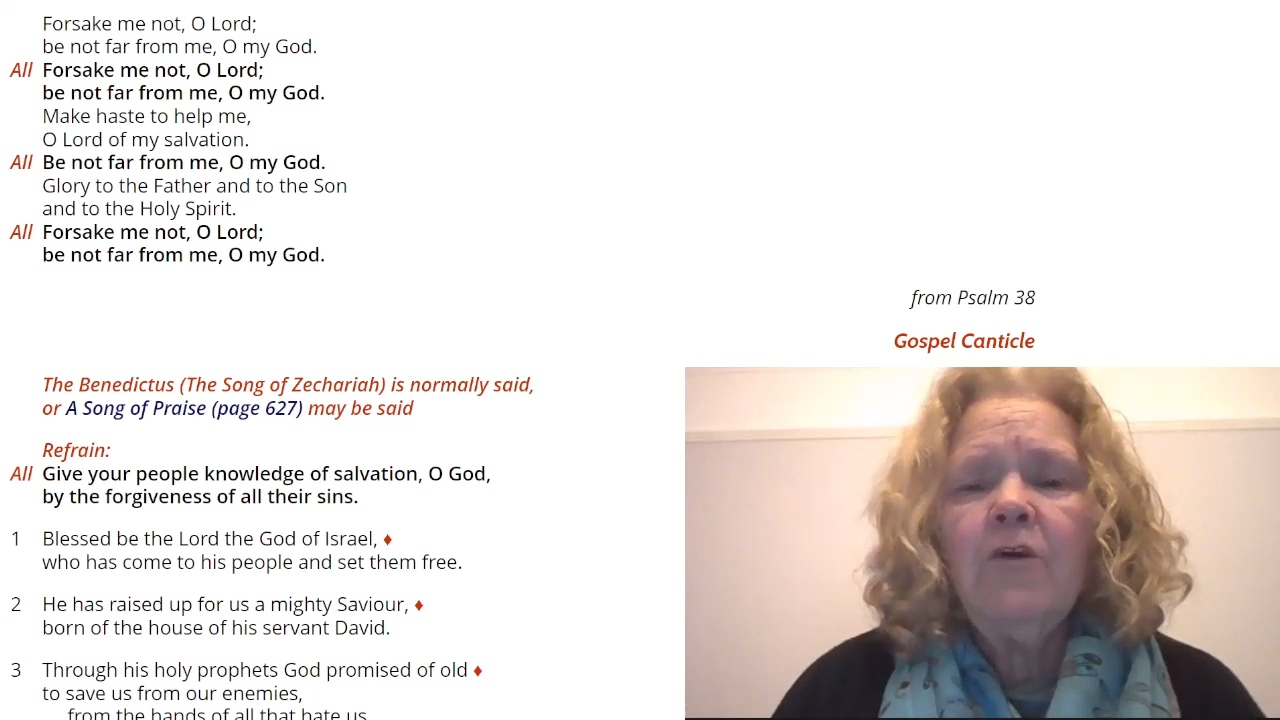 Forsake me not, O Lord;
be not far from me, O my God.
All Forsake me not, O Lord;
be not far from me, O my God.
Make haste to help me,
O Lord of my salvation.
All Be not far from me, O my God.
Glory to the Father and to the Son
and to the Holy Spirit.
All Forsake me not, O Lord;
be not far from me, O my God.
from Psalm 38
Gospel Canticle
The Benedictus (The Song of Zechariah) is normally said,
or A Song of Praise (page 627) may be said
Refrain:
All Give your people knowledge of salvation, O God,
by the forgiveness of all their sins.
1 Blessed be the Lord the God of Israel, ♦
who has come to his people and set them free.
2 He has raised up for us a mighty Saviour, ♦
born of the house of his servant David.
3 Through his holy prophets God promised of old ♦
to save us from our enemies,
from the hands of all that hate us